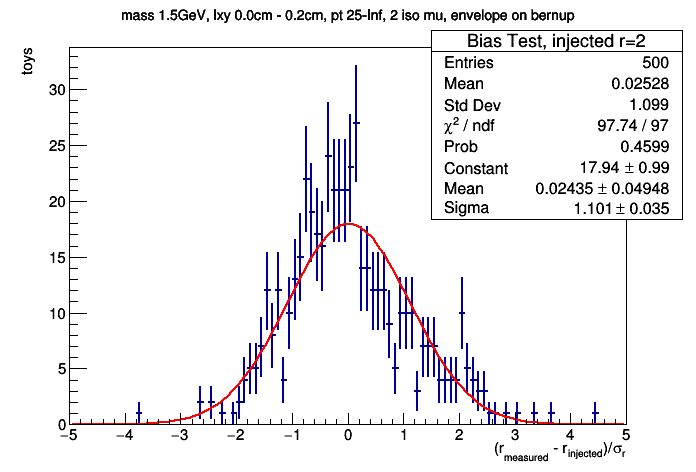 mass 1.5GeV, lxy 0.0cm - 0.2cm, pt 25-Inf, 2 iso mu, envelope on bernup
toys
Bias Test, injected r=2
Entries 500
Mean 0.02528
Std Dev 1.099
χ² / ndf 97.74 / 97
Prob 0.4599
Constant 17.94 ± 0.99
Mean 0.02435 ± 0.04948
Sigma 1.101 ± 0.035
30
25
20
15
10
5
0
−5 −4 −3 −2 −1 0 1 2 3 4 5
(r_measured - r_injected)/σ_r